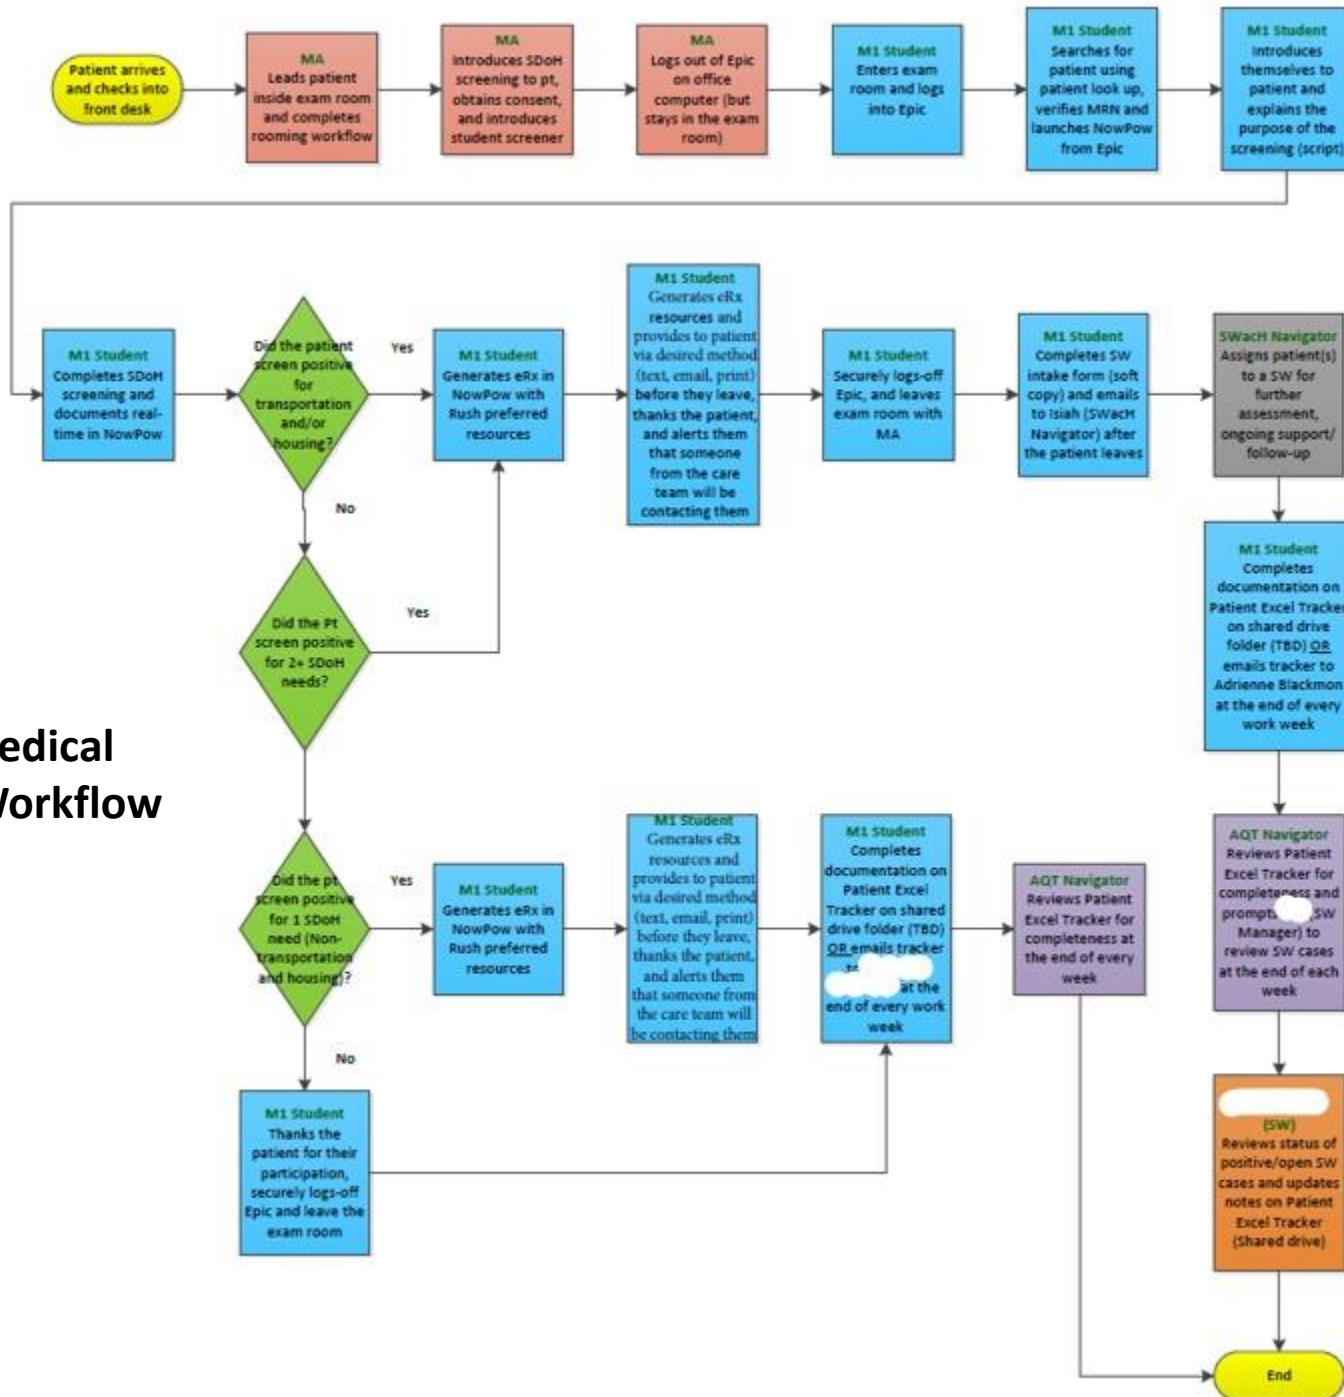 Patient arrives
and checks into
front desk
MA
Leads patient
inside exam room
and completes
rooming workflow
MA
Introduces SDoH
screening to pt,
obtains consent,
and introduces
student screener
MA
Logs out of Epic
on office
computer (but
stays in the exam
room)
M1 Student
Enters exam
room and logs
into Epic
M1 Student
Searches for
patient using
patient look up,
verifies MRN and
launches NowPow
from Epic
M1 Student
Introduces
themselves to
patient and
explains the
purpose of the
screening (script)
M1 Student
Completes SDoH
screening and
documents real-
time in NowPow
Did the patient
screen positive
for
transportation
and/or
housing?
Yes
No
M1 Student
Generates eRx in
NowPow with
Rush preferred
resources
M1 Student
Generates eRx
resources and
provides to patient
via desired method
(text, email, print)
before they leave,
thanks the patient,
and alerts them
that someone
from the care
team will be
contacting them
M1 Student
Securely logs-off
Epic, and leaves
exam room with
MA
M1 Student
Completes SW
intake form (soft
copy) and emails
to Isiah (SWacH
Navigator) after
the patient leaves
SWacH Navigator
Assigns patient(s)
to a SW for
further
assessment,
ongoing support/
follow-up
Did the Pt
screen positive
for 2+ SDoH
needs?
Yes
M1 Student
Completes
documentation on
Patient Excel Tracker
on shared drive
folder (TBD) OR
emails tracker to
Adrienne Blackmon
at the end of every
work week
edical
Workflow
Did the pt
screen positive
for 1 SDoH
need (Non-
transportation
and housing)?
Yes
No
M1 Student
Generates eRx in
NowPow with
Rush preferred
resources
M1 Student
Generates eRx
resources and
provides to patient
via desired method
(text, email, print)
before they leave,
thanks the patient,
and alerts them
that someone from
the care team will
be contacting them
M1 Student
Completes
documentation on
Patient Excel
Tracker on shared
drive folder (TBD)
OR emails tracker
to
at the
end of every work
week
AQT Navigator
Reviews Patient
Excel Tracker for
completeness at
the end of every
week
AQT Navigator
Reviews Patient
Excel Tracker for
completeness and
prompts SW
Manager) to
review SW cases
at the end of each
week
M1 Student
Thanks the
patient for their
participation,
securely logs-off
Epic and leave the
exam room
(SW)
Reviews status of
positive/open SW
cases and updates
notes on Patient
Excel Tracker
(Shared drive)
End